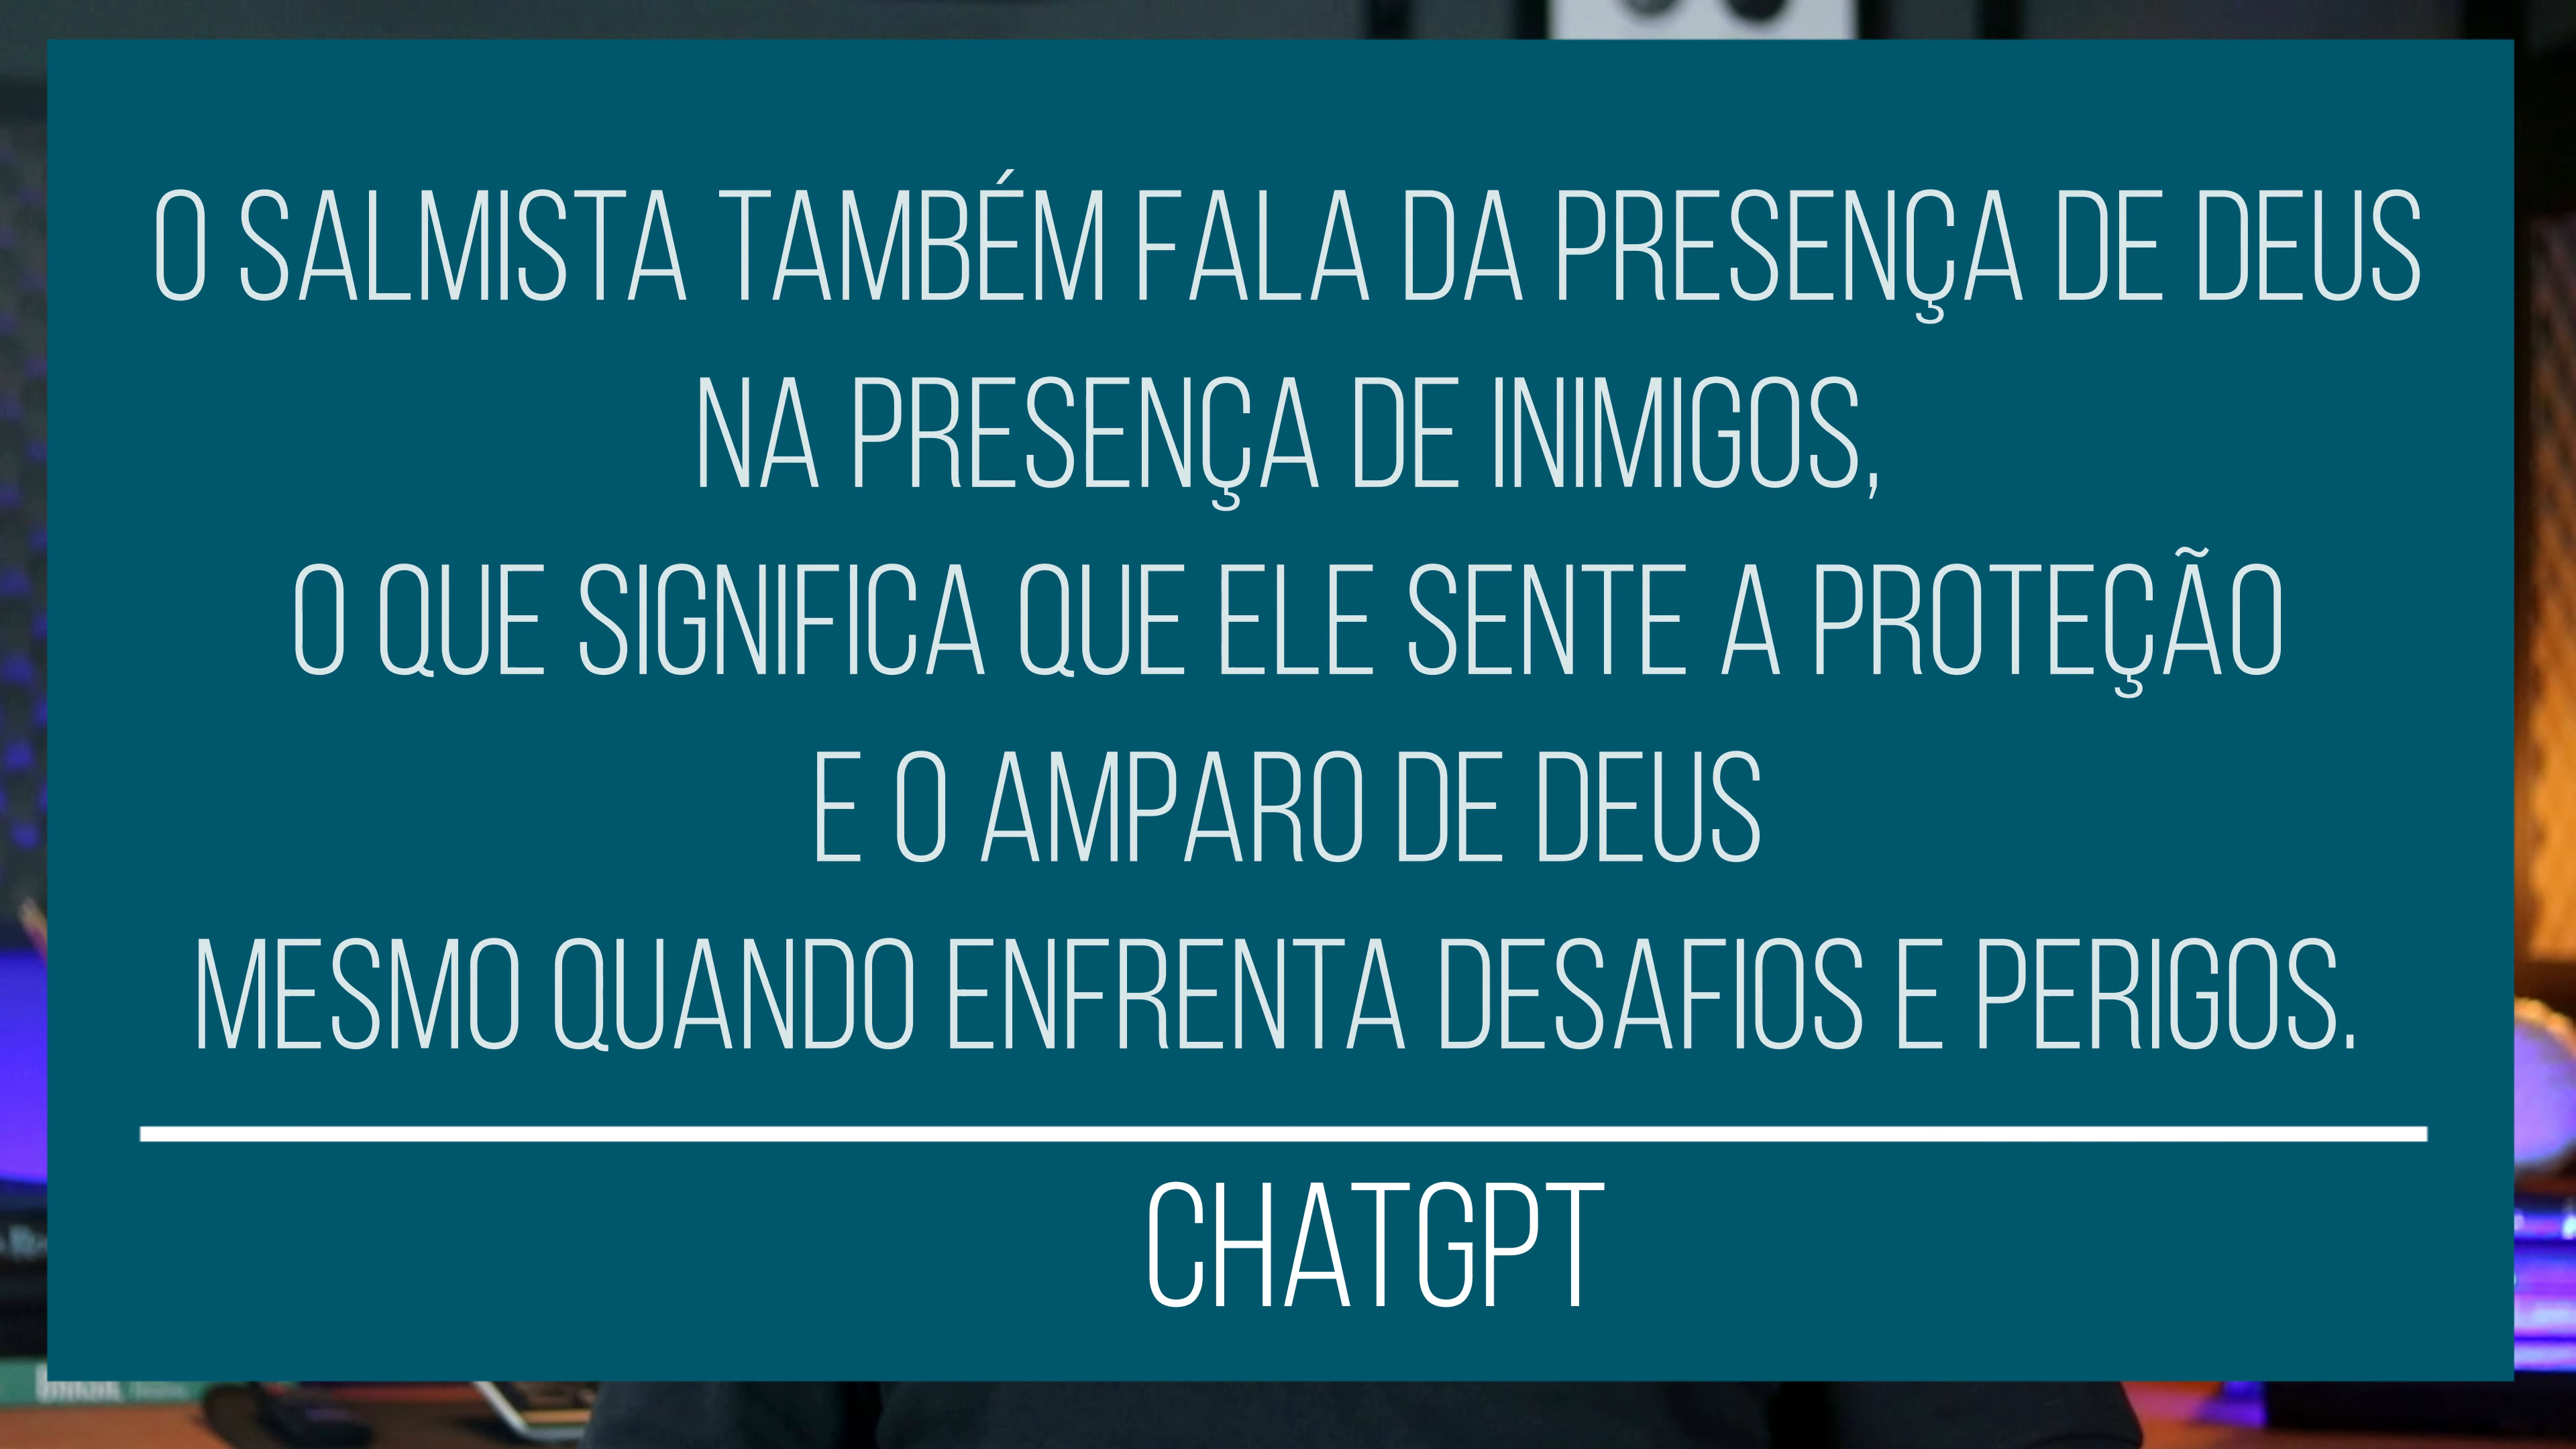 O SALMISTA TAMBÉM FALA DA PRESENÇA DE DEUS
NA PRESENÇA DE INIMIGOS,
O QUE SIGNIFICA QUE ELE SENTE A PROTEÇÃO
E O AMPARO DE DEUS
MESMO QUANDO ENFRENTA DESAFIOS E PERIGOS.
CHATGPT